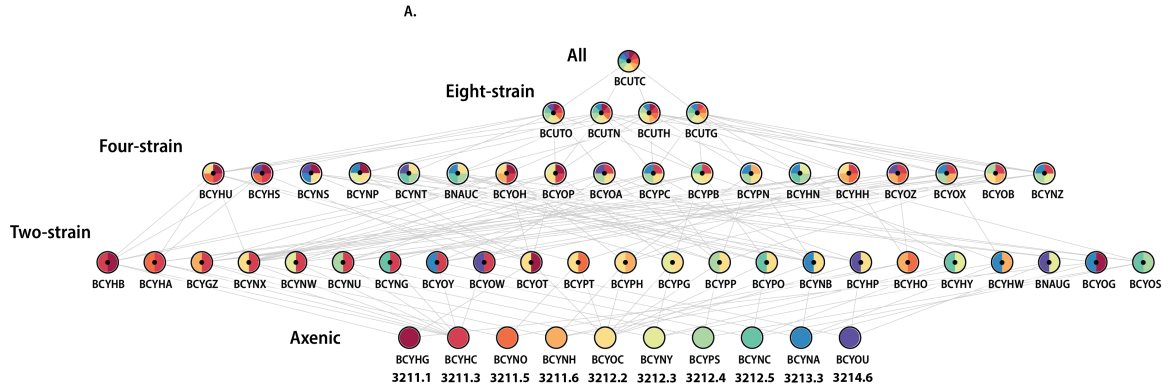 A.
All
BCUTC
Eight-strain
BCUTO BCUTN BCUTH BCUTG
Four-strain
BCYHU BCYHS BCYNS BCYNP BCYNT BNAUC BCYOH BCYOP BCYOA BCYPC BCYPB BCYPN BCYHN BCYHH BCYOZ BCYOX BCYOB BCYNZ
Two-strain
BCYHB BCYHA BCYGZ BCYNX BCYNW BCYNU BCYNG BCYOY BCYOW BCYOT BCYPT BCYPH BCYPG BCYPP BCYPO BCYNB BCYHP BCYHO BCYHY BCYHW BNAUG BCYOG BCYOS
Axenic
BCYHG BCYHC BCYNO BCYNH BCYOC BCYNY BCYPS BCYNC BCYNA BCYOU
3211.1 3211.3 3211.5 3211.6 3212.2 3212.3 3212.4 3212.5 3213.3 3214.6